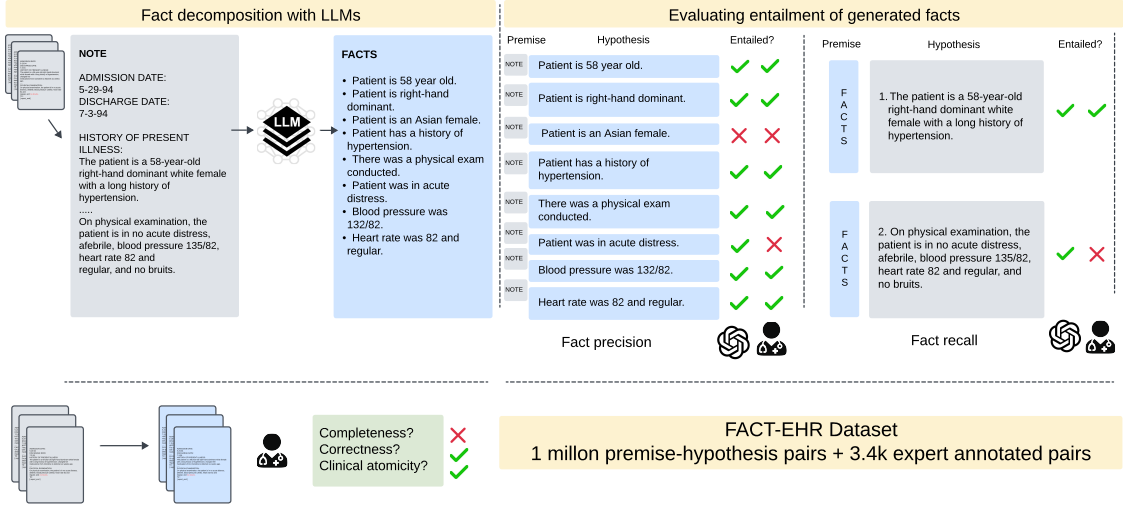 Fact decomposition with LLMs
NOTE
ADMISSION DATE:
5-29-94
DISCHARGE DATE:
7-3-94
HISTORY OF PRESENT
ILLNESS:
The patient is a 58-year-old
right-hand dominant white female
with a long history of
hypertension.
.....
On physical examination, the
patient is in no acute distress,
afebrile, blood pressure 135/82,
heart rate 82 and
regular, and no bruits.
LLM
FACTS
• Patient is 58 year old.
• Patient is right-hand
dominant.
• Patient is an Asian female.
• Patient has a history of
hypertension.
• There was a physical exam
conducted.
• Patient was in acute
distress.
• Blood pressure was
132/82.
• Heart rate was 82 and
regular.
Evaluating entailment of generated facts
Premise Hypothesis Entailed?
NOTE Patient is 58 year old.
NOTE Patient is right-hand dominant.
NOTE Patient is an Asian female.
NOTE Patient has a history of
hypertension.
NOTE There was a physical exam
conducted.
NOTE Patient was in acute distress.
NOTE Blood pressure was 132/82.
NOTE Heart rate was 82 and regular.
Fact precision
Premise Hypothesis Entailed?
F
A
C
T
S
1. The patient is a 58-year-old
right-hand dominant white
female with a long history of
hypertension.
F
A
C
T
S
2. On physical examination, the
patient is in no acute distress,
afebrile, blood pressure 135/82,
heart rate 82 and regular, and
no bruits.
Fact recall
Completeness?
Correctness?
Clinical atomicity?
FACT-EHR Dataset
1 millon premise-hypothesis pairs + 3.4k expert annotated pairs